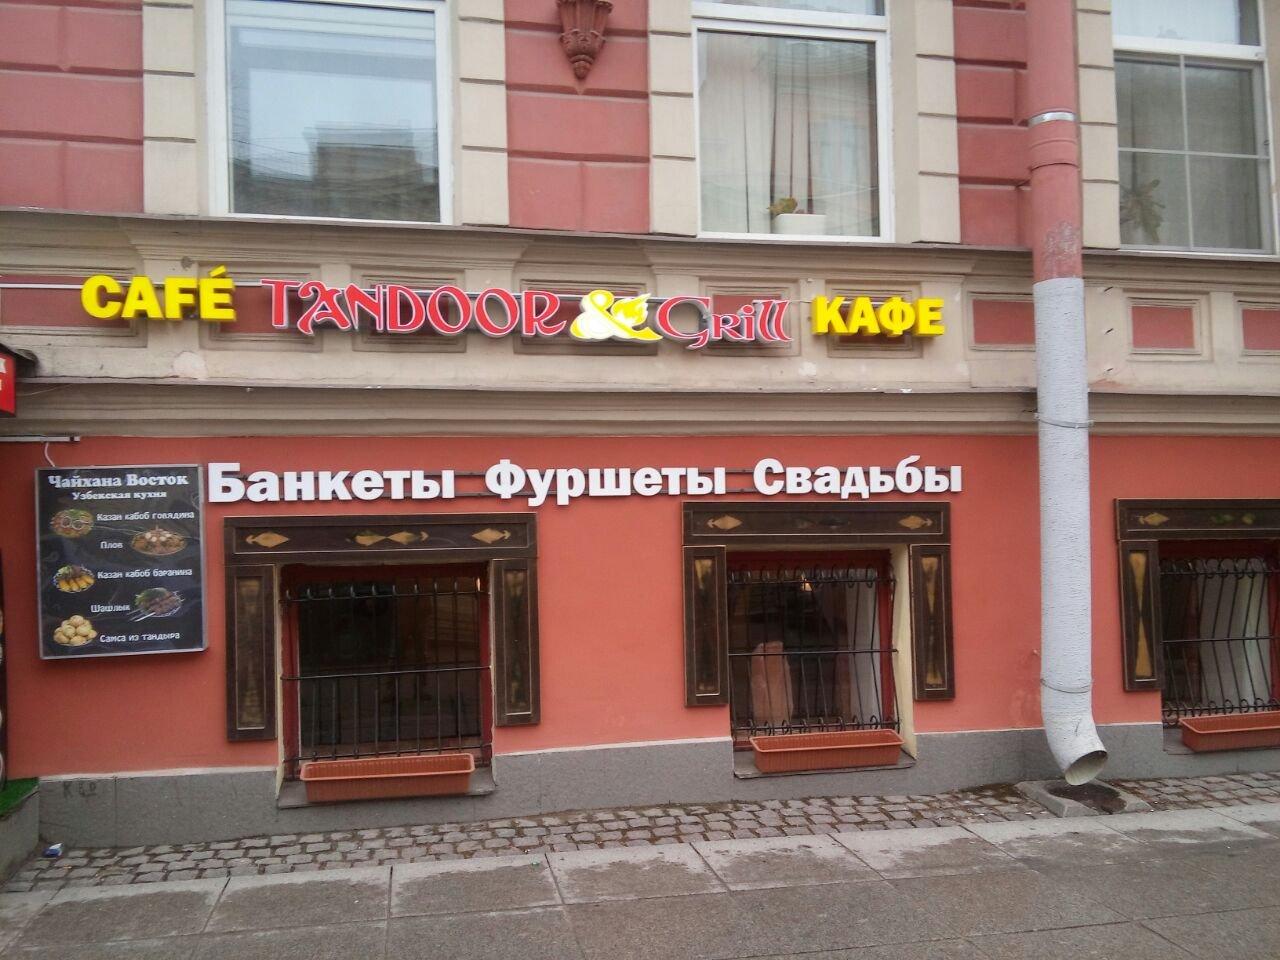 CAFÉ TANDOOR & Grill КАФЕ
Банкеты Фуршеты Свадьбы
Чайхана Восток
Узбекская кухня
Казан кабоб говядина
Плов
Казан кабоб баранина
Шашлык
Самса из тандыра